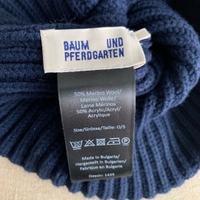 BAUM UND
PFERDGARTEN
50% Merino Wool/
Merino Wolle/
Laine Mérinos
50% Acrylic/Acryl/
Acrylique
Size/Grösse/Taille: O/S
Made in Bulgaria/
Hergestellt in Bulgarien/
Fabriqué en Bulgarie